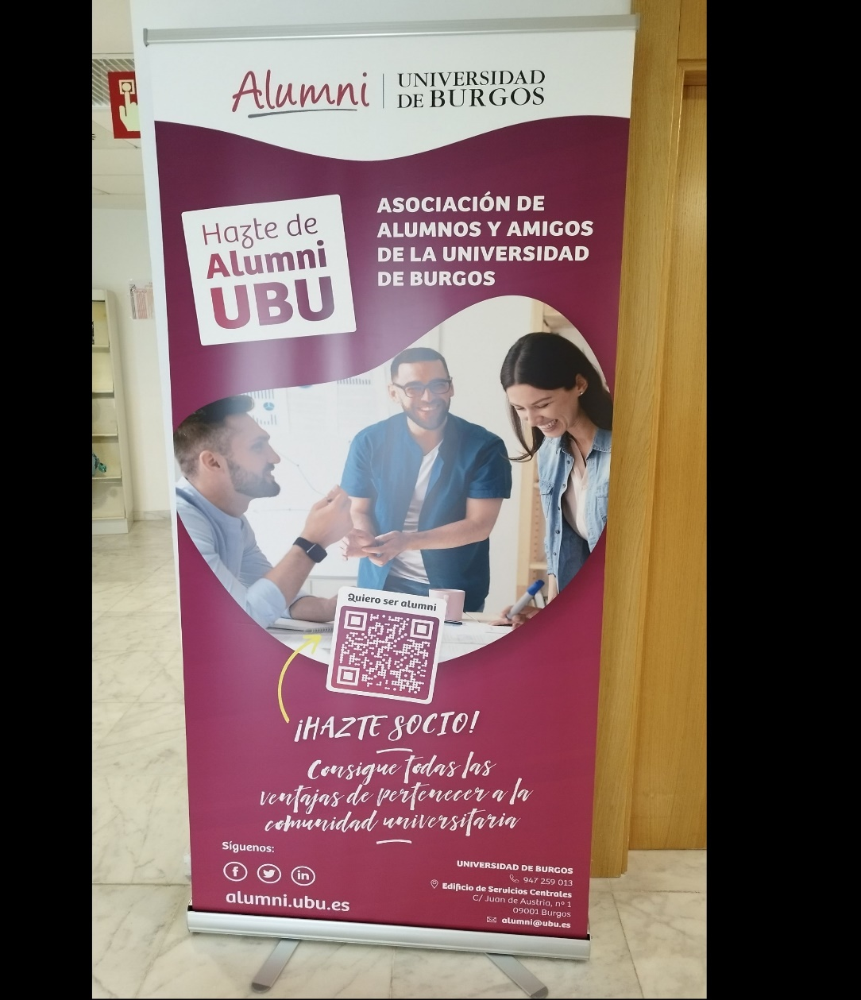 Alumni
UNIVERSIDAD
DE BURGOS
Hazte de
Alumni
UBU
ASOCIACIÓN DE
ALUMNOS Y AMIGOS
DE LA UNIVERSIDAD
DE BURGOS
Quiero ser alumni
¡HAZTE SOCIO!
Consigue todas las
ventajas de pertenecer a la
comunidad universitaria
Síguenos:
f
in
alumni.ubu.es
UNIVERSIDAD DE BURGOS
947 259 013
Edificio de Servicios Centrales
C/ Juan de Austria, nº 1
09001 Burgos
alumni@ubu.es